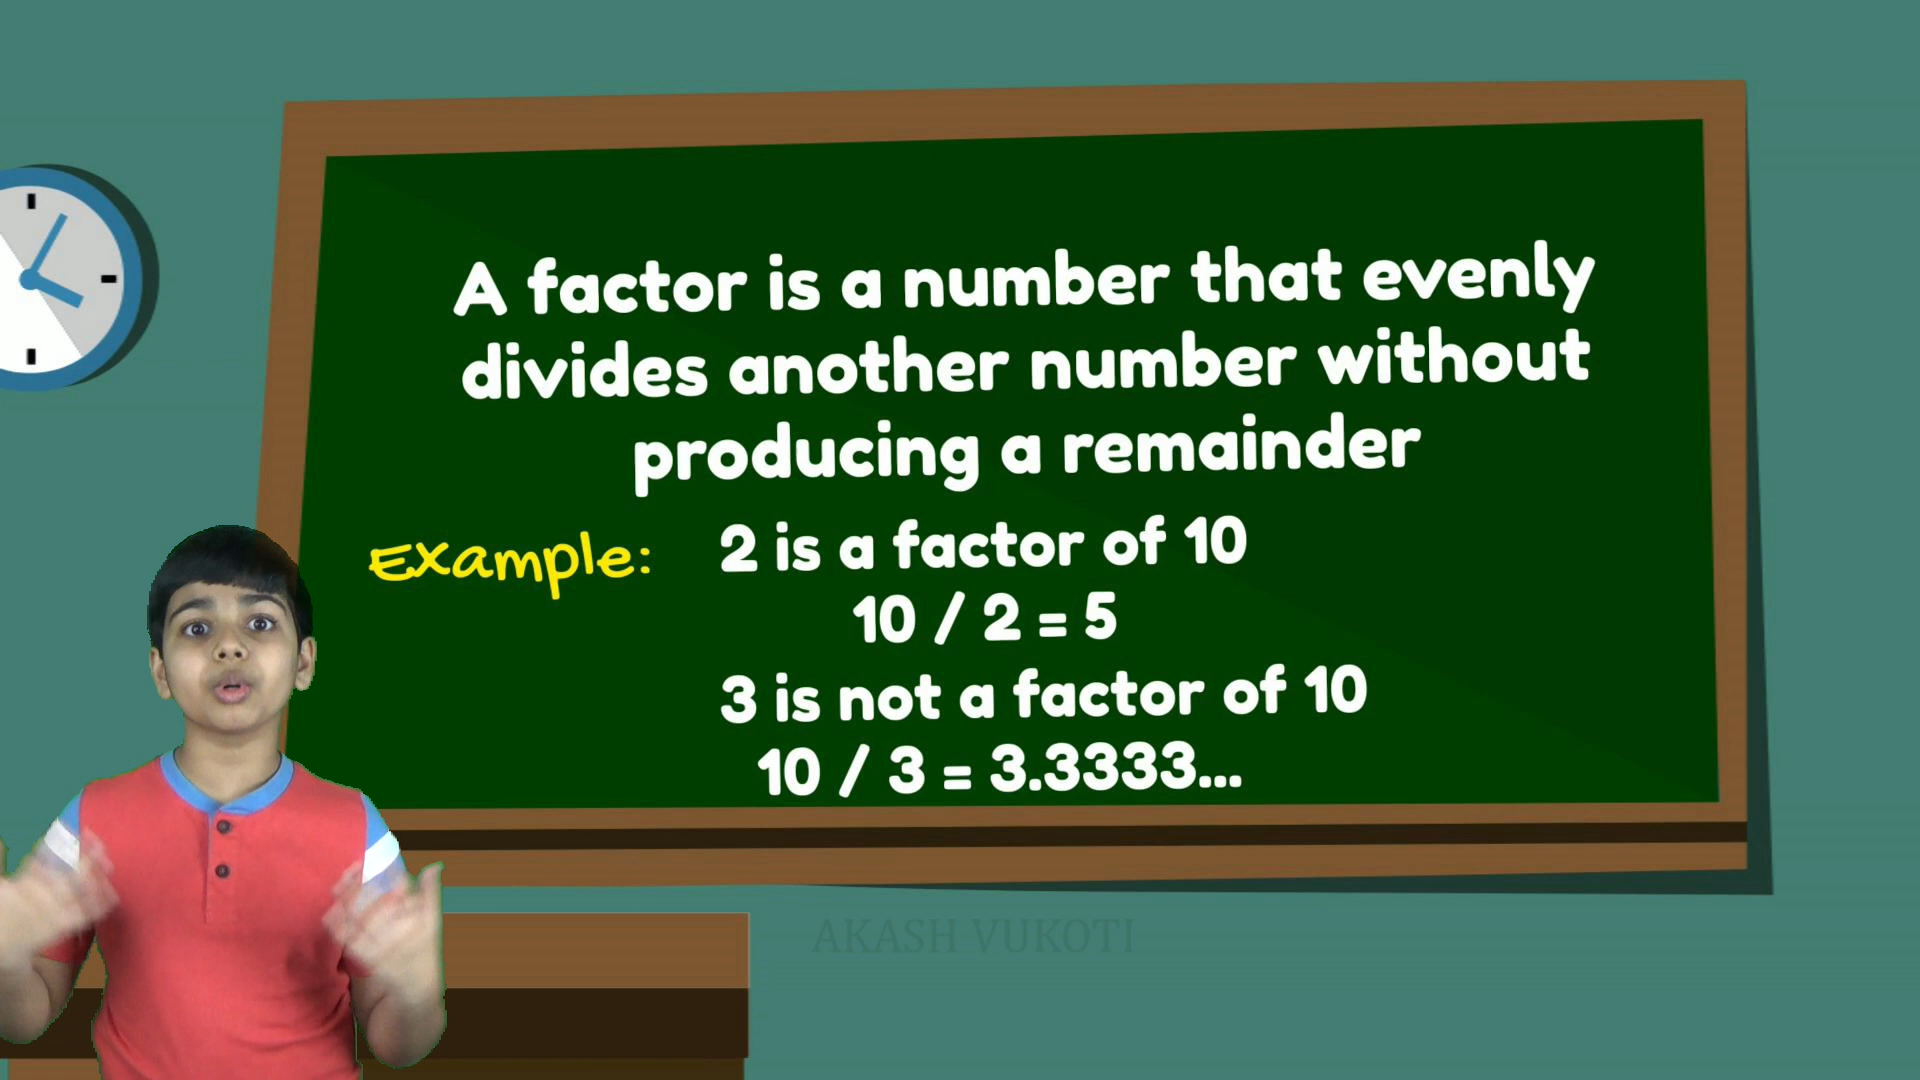 A factor is a number that evenly
divides another number without
producing a remainder
Example:
2 is a factor of 10
10 / 2 = 5
3 is not a factor of 10
10 / 3 = 3.3333...
AKASH VUKOTI